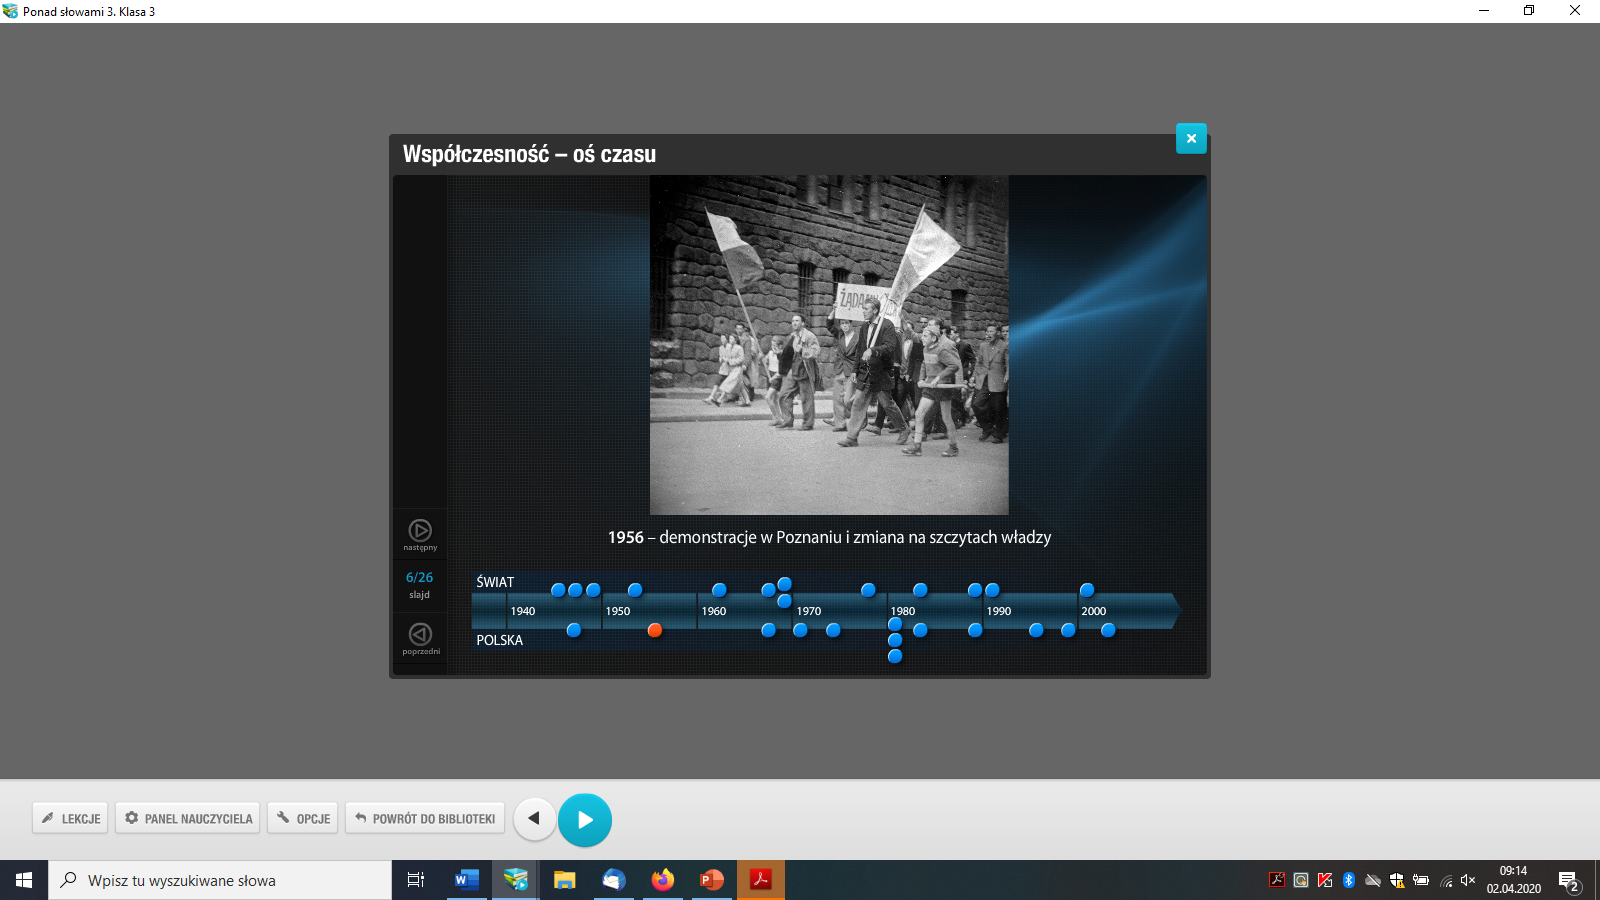 Ponad słowami 3. Klasa 3
Współczesność – oś czasu
ŻĄDAMY
następny
6/26
slajd
poprzedni
1956 – demonstracje w Poznaniu i zmiana na szczytach władzy
ŚWIAT
1940 1950 1960 1970 1980 1990 2000
POLSKA
LEKCJE PANEL NAUCZYCIELA OPCJE POWRÓT DO BIBLIOTEKI
Wpisz tu wyszukiwane słowa
09:14
02.04.2020
2